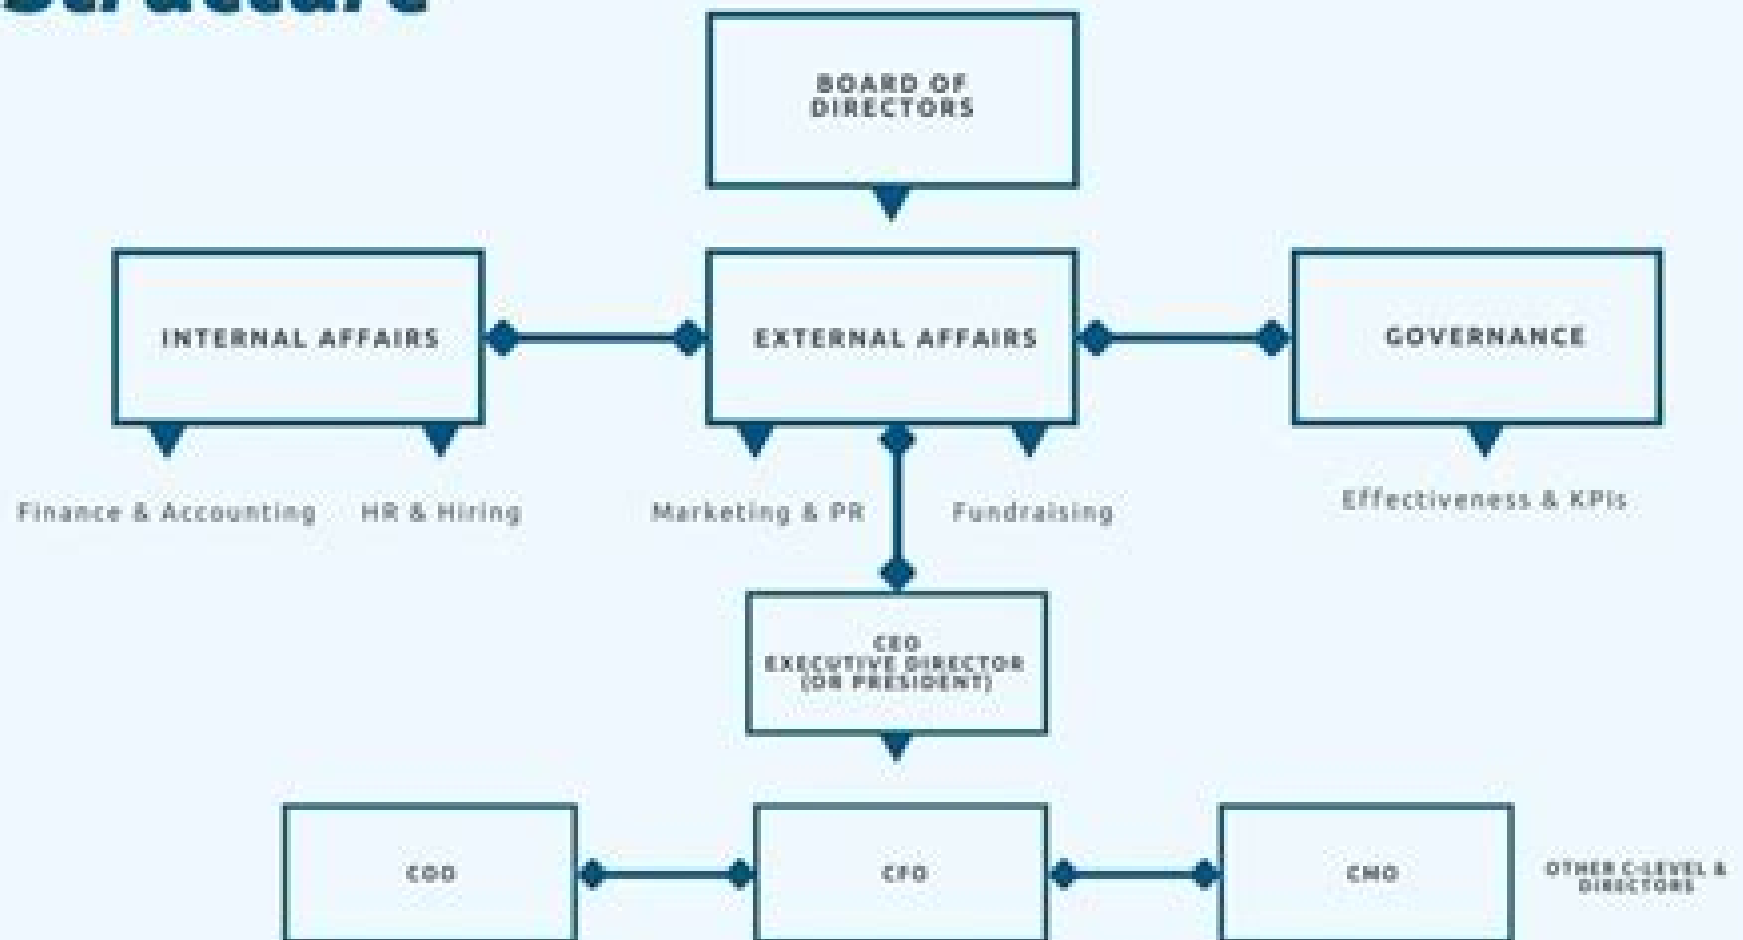 Structure
BOARD OF
DIRECTORS
INTERNAL AFFAIRS
EXTERNAL AFFAIRS
GOVERNANCE
Finance & Accounting
HR & Hiring
Marketing & PR
Fundraising
Effectiveness & KPIs
CEO
EXECUTIVE DIRECTOR
(OR PRESIDENT)
COO
CFO
CMO
OTHER C-LEVEL &
DIRECTORS